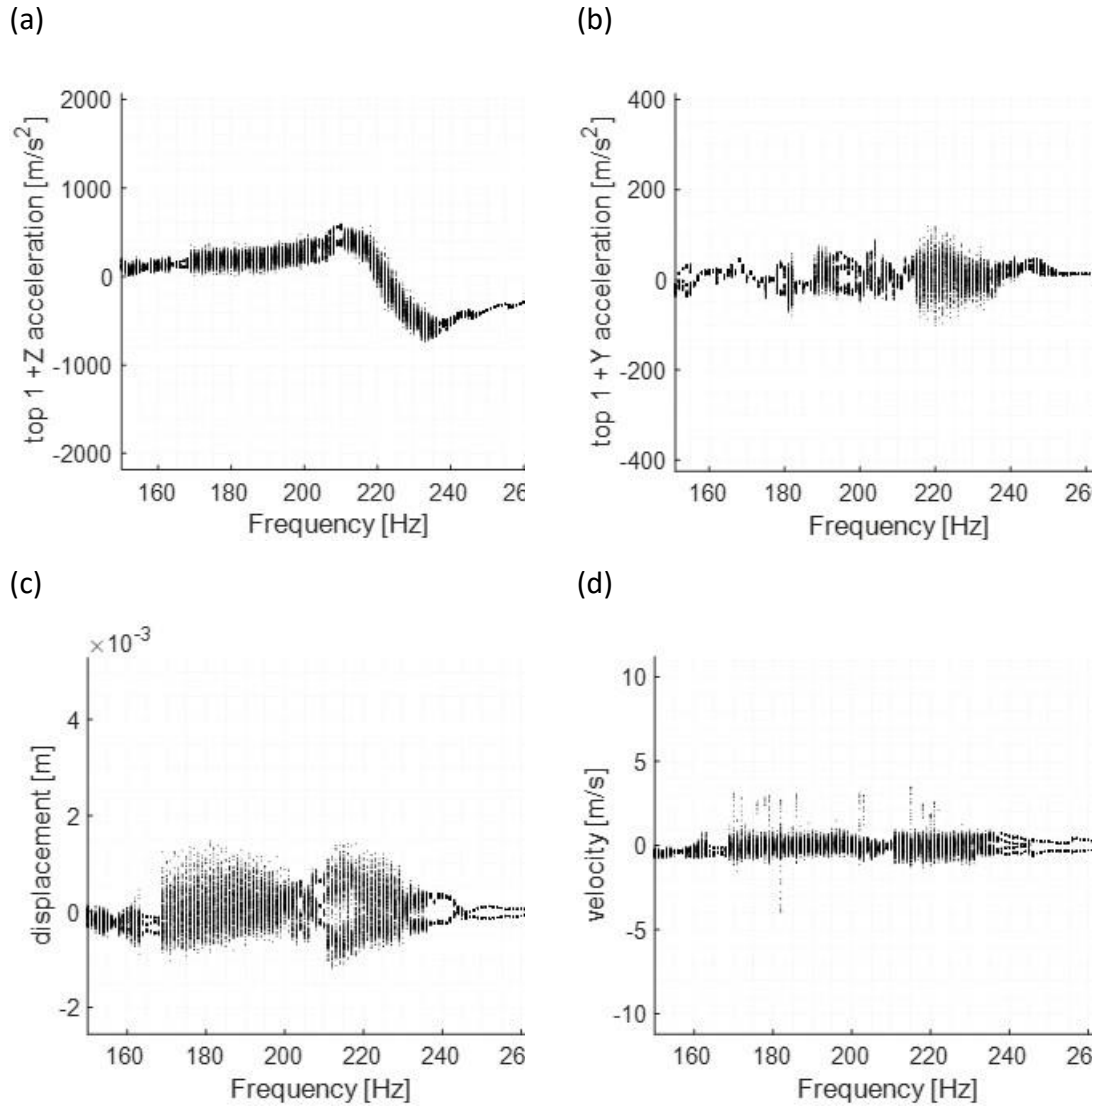 (a)
(b)
2000
1000
0
-1000
-2000
top 1 +Z acceleration [m/s²]
160 180 200 220 240 26
Frequency [Hz]
400
200
0
-200
-400
top 1 +Y acceleration [m/s²]
160 180 200 220 240 26
Frequency [Hz]
(c)
(d)
×10⁻³
4
2
0
-2
displacement [m]
160 180 200 220 240 26
Frequency [Hz]
10
5
0
-5
-10
velocity [m/s]
160 180 200 220 240 26
Frequency [Hz]